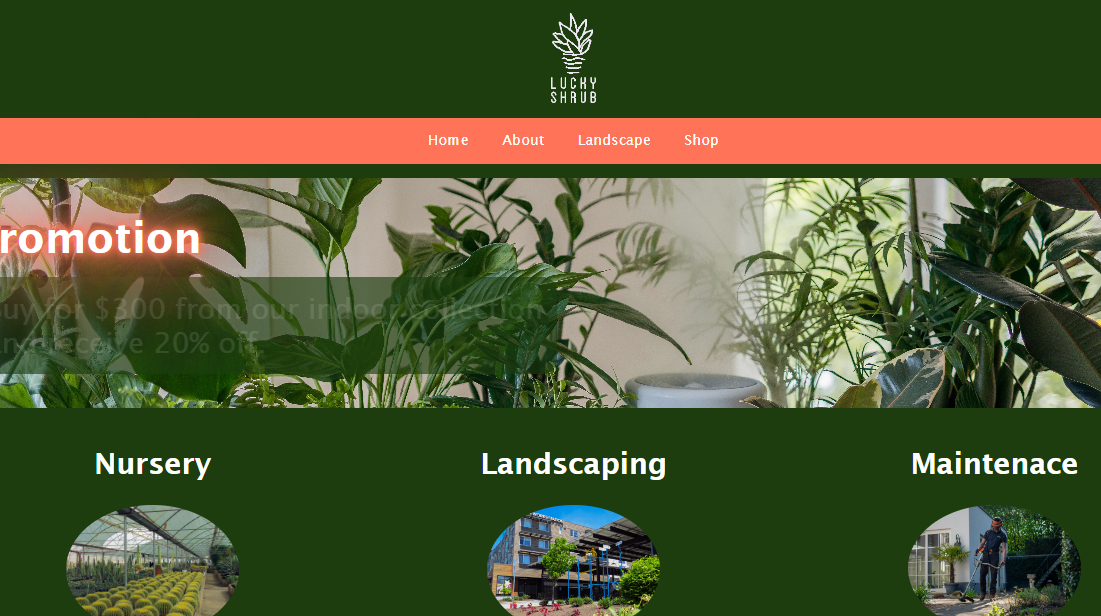 LUCKY
SHRUB
Home About Landscape Shop
romotion
uy for $300 from our indoor collection
receive 20% off
Nursery Landscaping Maintenace